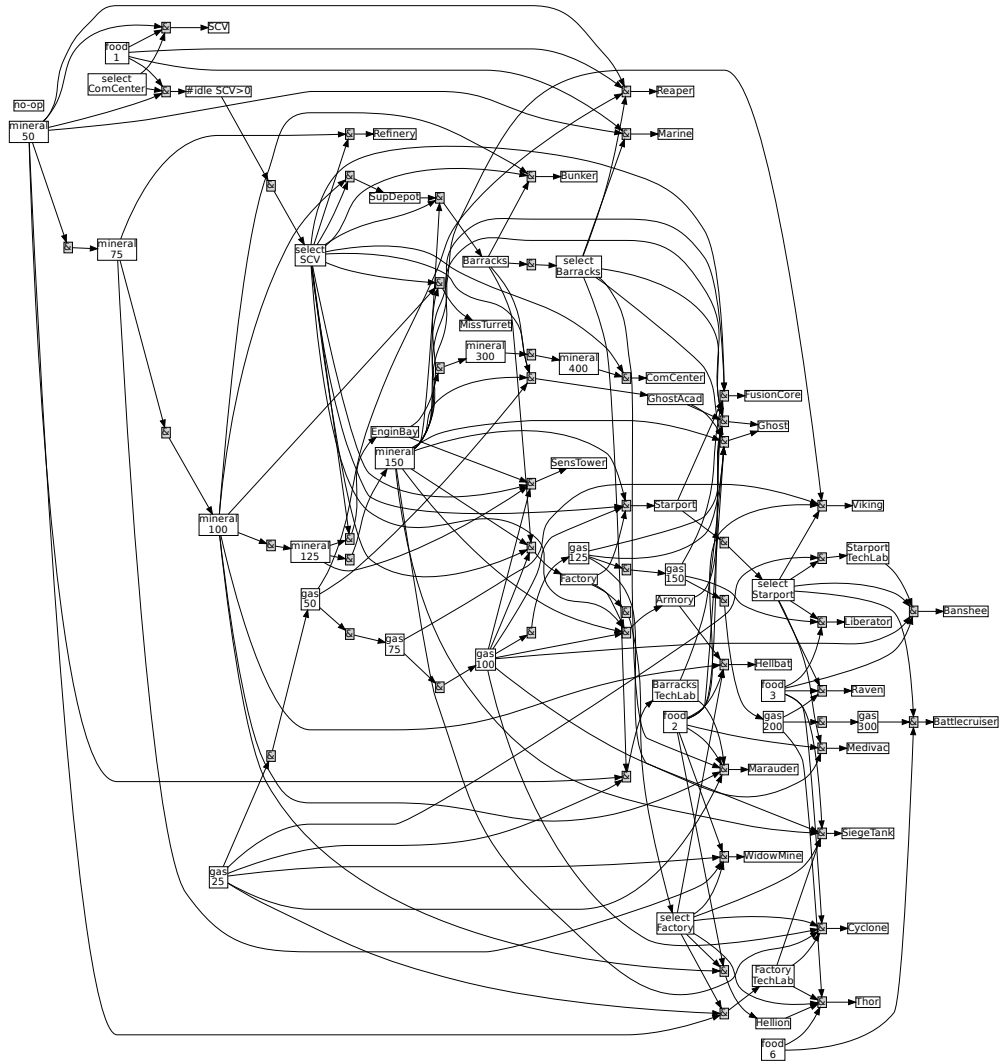 SCV
food
1
select
ComCenter
& #idle SCV>0
Reaper
no-op
mineral
50
Refinery
Marine
Bunker
SupDepot
mineral
75
select
SCV
Barracks
select
Barracks
MissTurret
mineral
300
mineral
400
ComCenter
GhostAcad
FusionCore
Ghost
EnginBay
mineral
150
SensTower
Starport
Viking
mineral
100
mineral
125
gas
125
Starport
TechLab
gas
50
Factory
gas
150
select
Starport
Armory
Banshee
Liberator
gas
75
gas
100
Hellbat
Barracks
TechLab
food
3
Raven
food
2
gas
200
gas
300
Battlecruiser
Medivac
Marauder
SiegeTank
WidowMine
gas
25
select
Factory
Cyclone
Factory
TechLab
Thor
Hellion
food
6